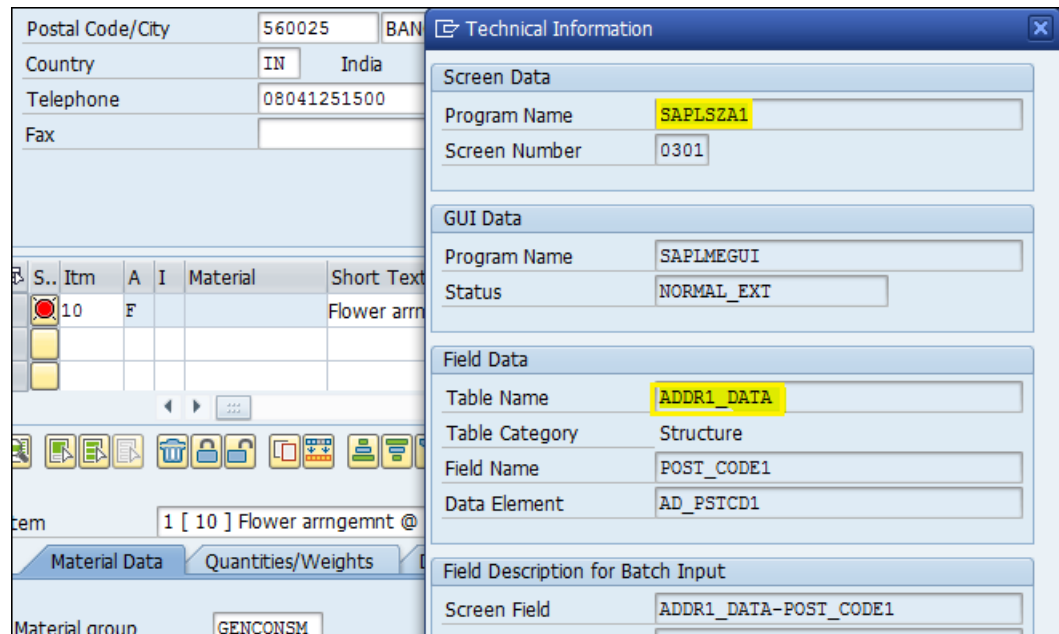 Postal Code/City 560025 BAN
Country IN India
Telephone 08041251500
Fax
S.. Itm A I Material Short Text
10 F Flower arrn
tem 1 [ 10 ] Flower arrngemnt @
Material Data Quantities/Weights
Material group GENCONSM
Technical Information
Screen Data
Program Name SAPLSZA1
Screen Number 0301
GUI Data
Program Name SAPLMEGUI
Status NORMAL_EXT
Field Data
Table Name ADDR1_DATA
Table Category Structure
Field Name POST_CODE1
Data Element AD_PSTCD1
Field Description for Batch Input
Screen Field ADDR1_DATA-POST_CODE1